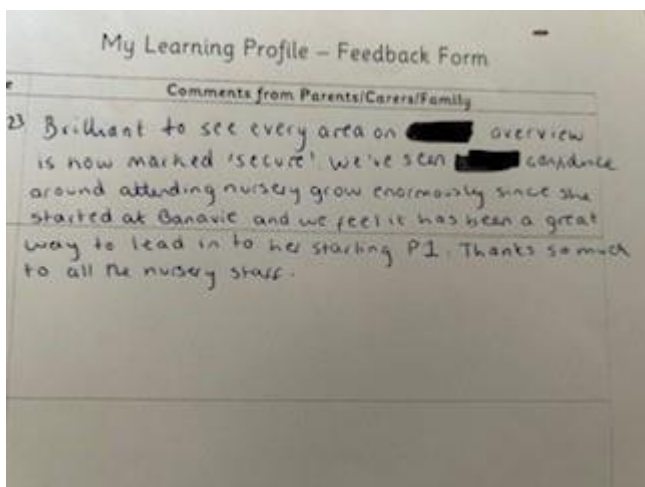 My Learning Profile – Feedback Form
Comments from Parents/Carers/Family
23 Brilliant to see every area on overview
is now marked 'secure'. we've seen confidence
around attending nursery grow enormously since she
started at Banavie and we feel it has been a great
way to lead in to her starting P1. Thanks so much
to all the nursery staff.